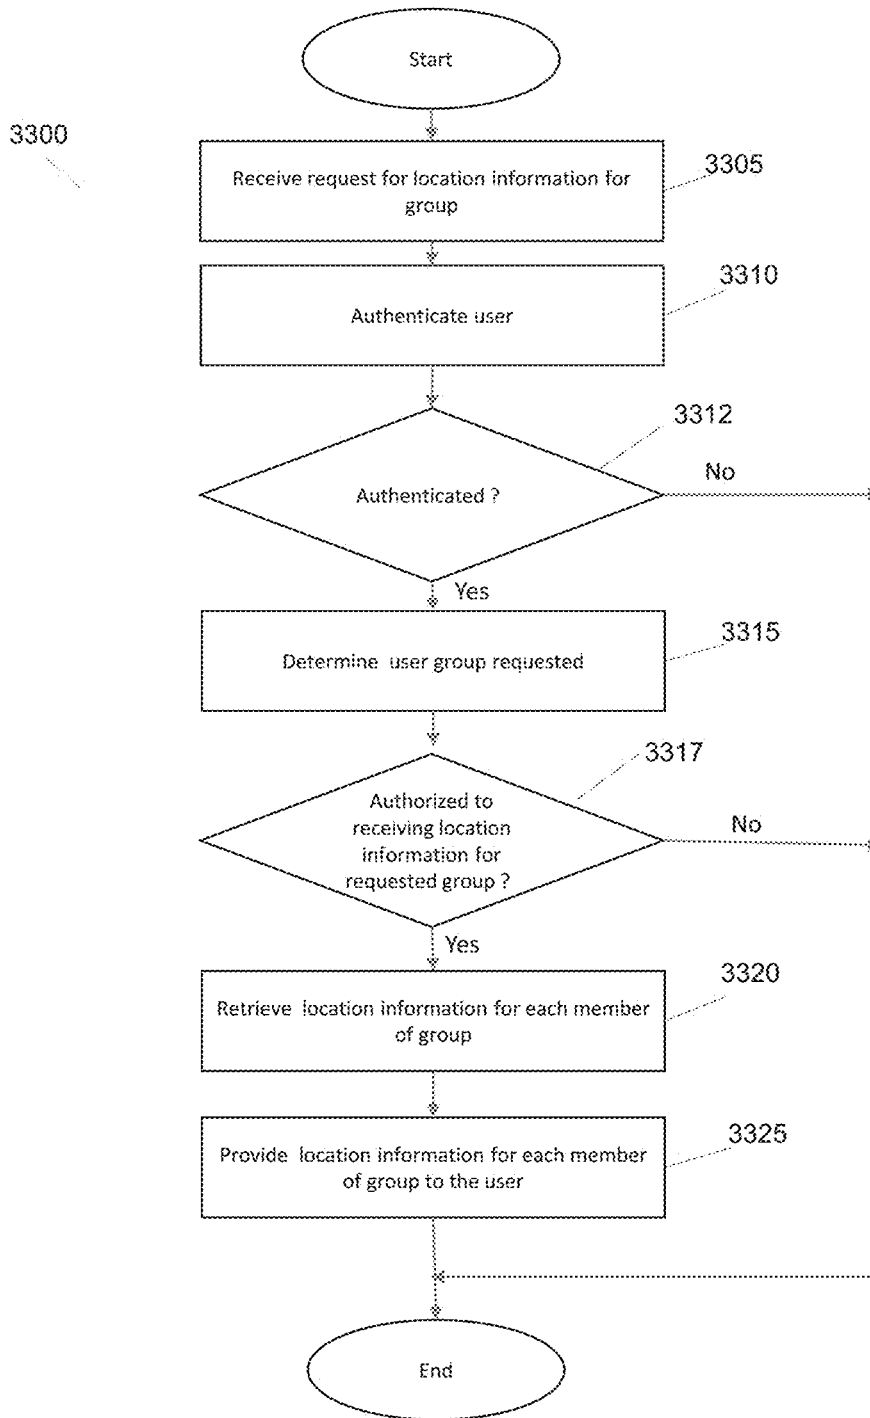 Start
3300
Receive request for location information for
group
3305
Authenticate user
3310
3312
Authenticated ?
No
Yes
Determine user group requested
3315
3317
Authorized to
receiving location
information for
requested group ?
No
Yes
Retrieve location information for each member
of group
3320
Provide location information for each member
of group to the user
3325
End